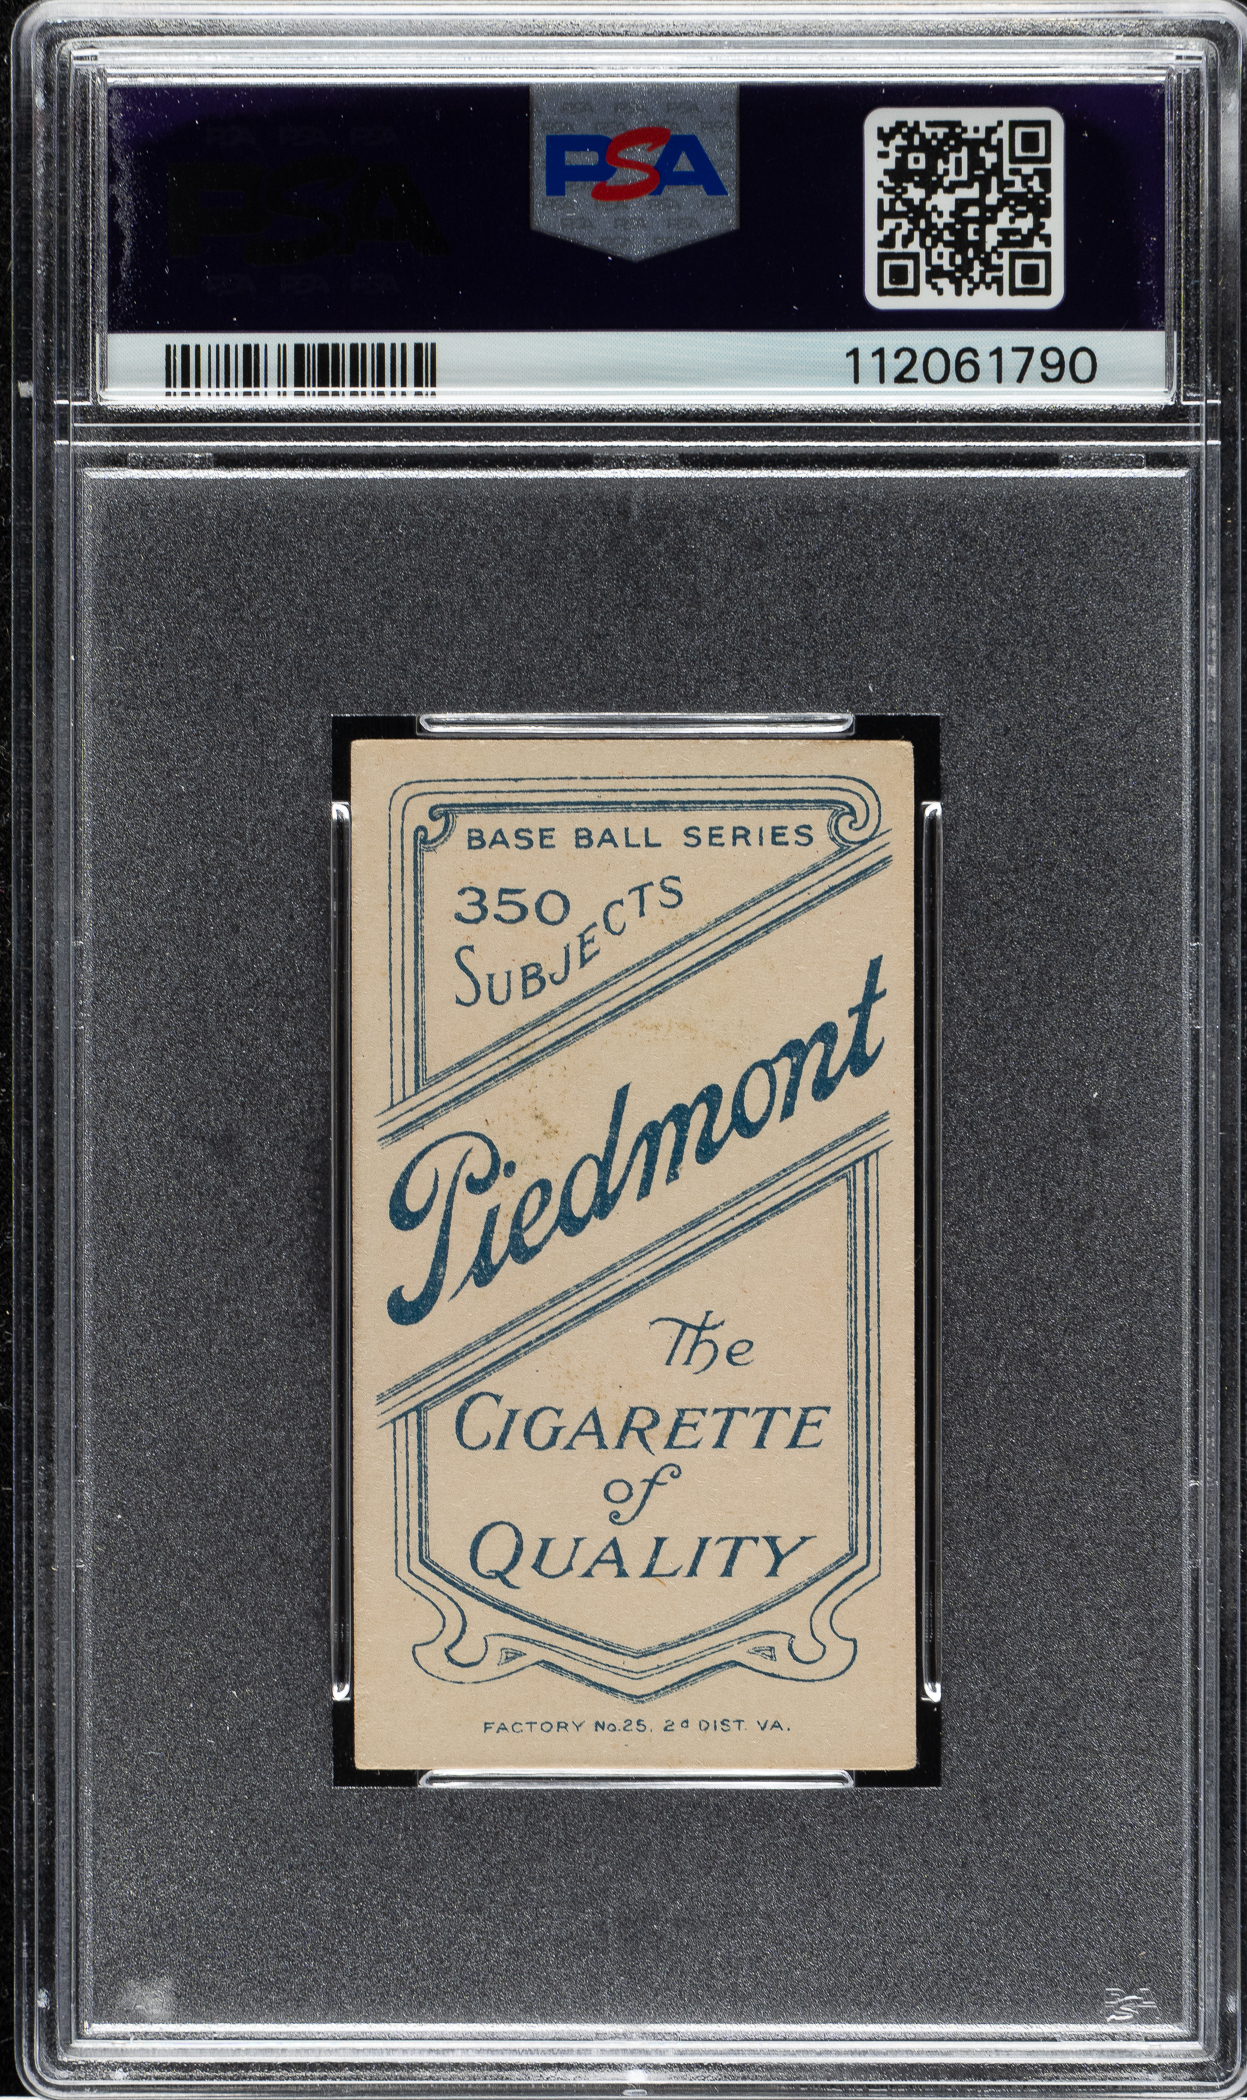 PSA
112061790
BASE BALL SERIES
350
SUBJECTS
Piedmont
The
CIGARETTE
of
QUALITY
FACTORY No. 25, 2d DIST. VA.